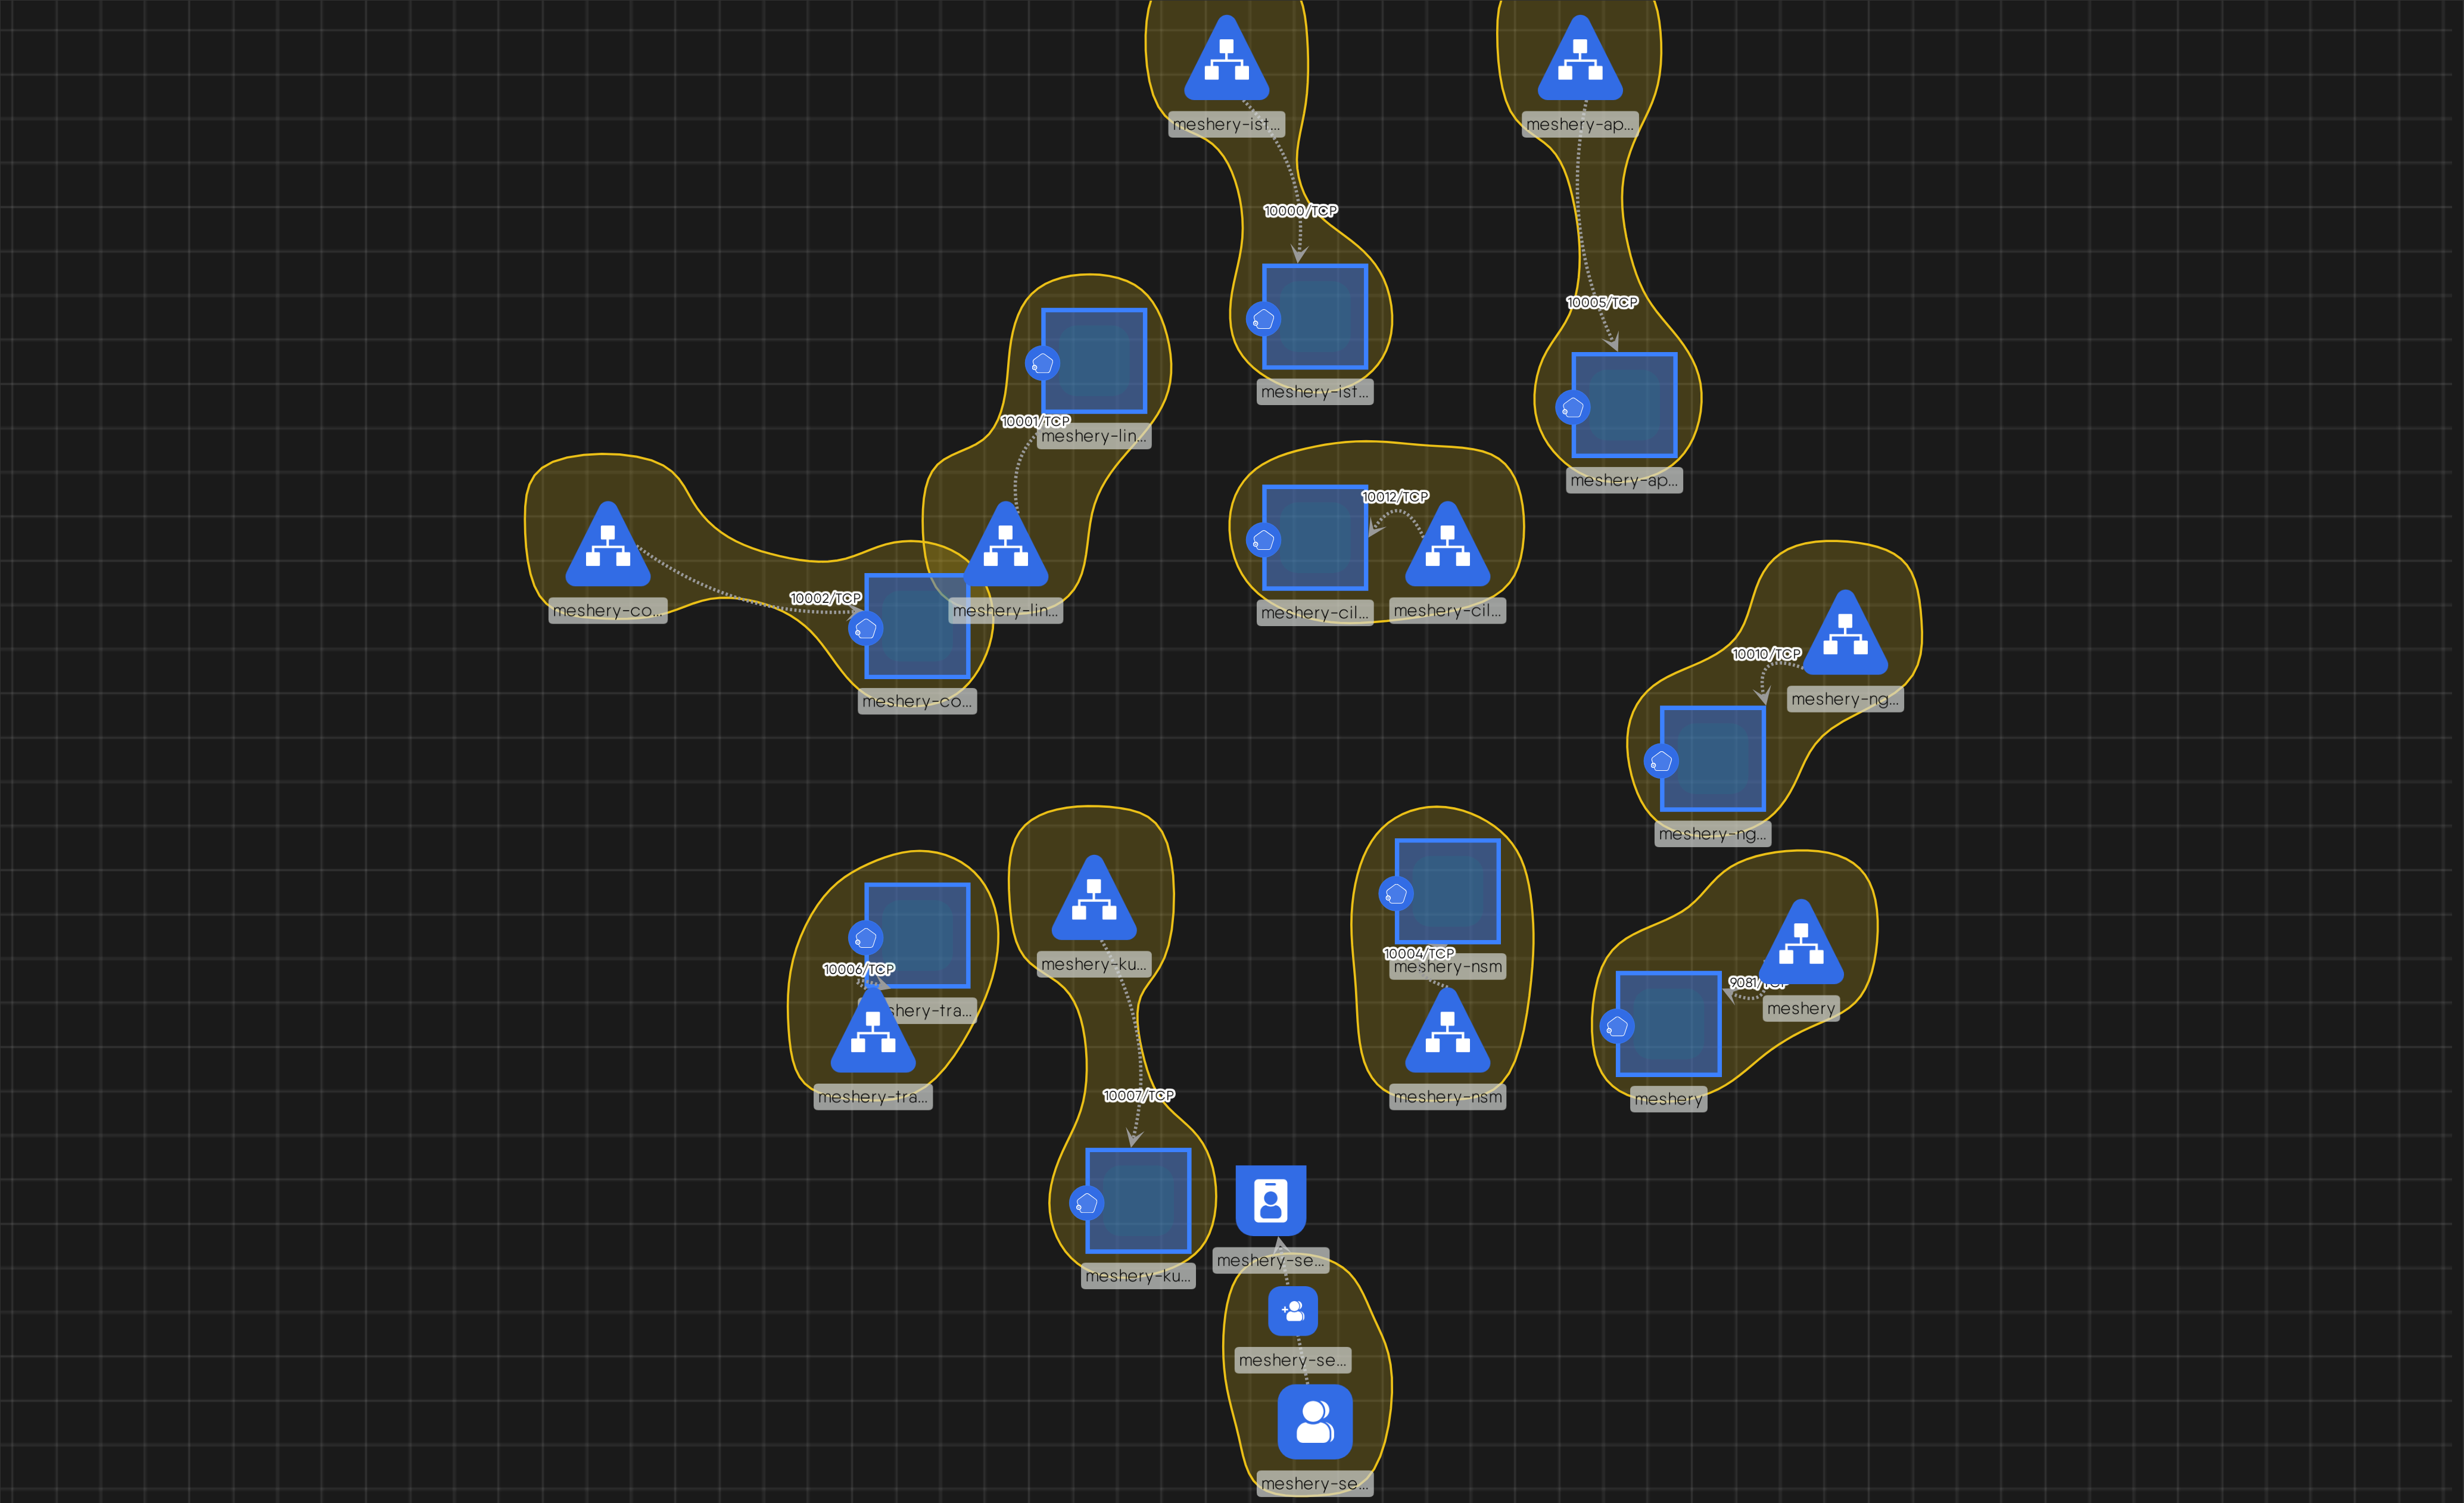 meshery-ist...
meshery-ap...
10000/TCP
10005/TCP
meshery-ist...
10001/TCP
meshery-lin...
meshery-ap...
10012/TCP
10002/TCP
meshery-co...
meshery-lin...
meshery-cil...
meshery-cil...
10010/TCP
meshery-co...
meshery-ng...
meshery-ng...
10004/TCP
meshery-ku...
meshery-nsm
10006/TCP
9081/TCP
shery-tra...
meshery
meshery-tra...
10007/TCP
meshery-nsm
meshery
meshery-se...
meshery-ku...
meshery-se...
meshery-se...